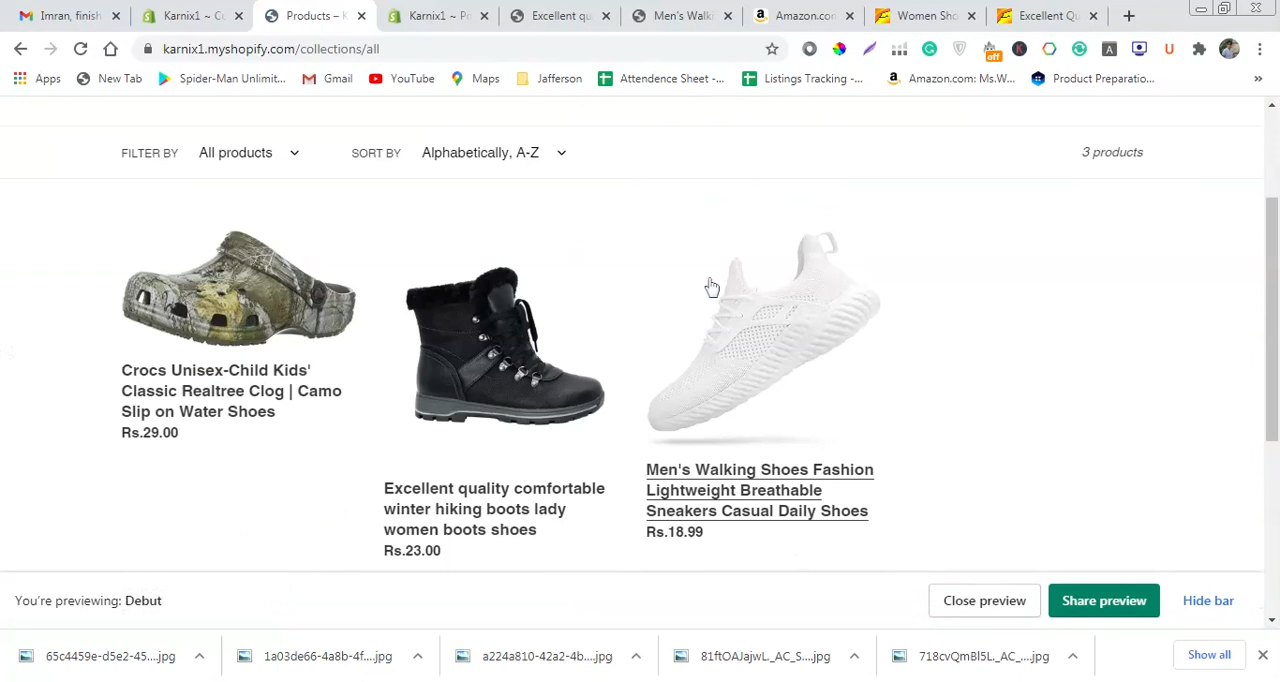 Imran, finish
Karnix1 ~ Cu
Products – K
Karnix1 ~ Pr
Excellent qu
Men's Walki
Amazon.com
Women Sho
Excellent Qu
karnix1.myshopify.com/collections/all
Apps
New Tab
Spider-Man Unlimit...
Gmail
YouTube
Maps
Jafferson
Attendence Sheet -...
Listings Tracking -...
Amazon.com: Ms.W...
Product Preparatio...
off
FILTER BY All products
SORT BY Alphabetically, A-Z
3 products
Crocs Unisex-Child Kids'
Classic Realtree Clog | Camo
Slip on Water Shoes
Rs.29.00
Excellent quality comfortable
winter hiking boots lady
women boots shoes
Rs.23.00
Men's Walking Shoes Fashion
Lightweight Breathable
Sneakers Casual Daily Shoes
Rs.18.99
You're previewing: Debut
Close preview
Share preview
Hide bar
65c4459e-d5e2-45....jpg
1a03de66-4a8b-4f....jpg
a224a810-42a2-4b....jpg
81ftOAJajwL._AC_S....jpg
718cvQmBl5L._AC_....jpg
Show all